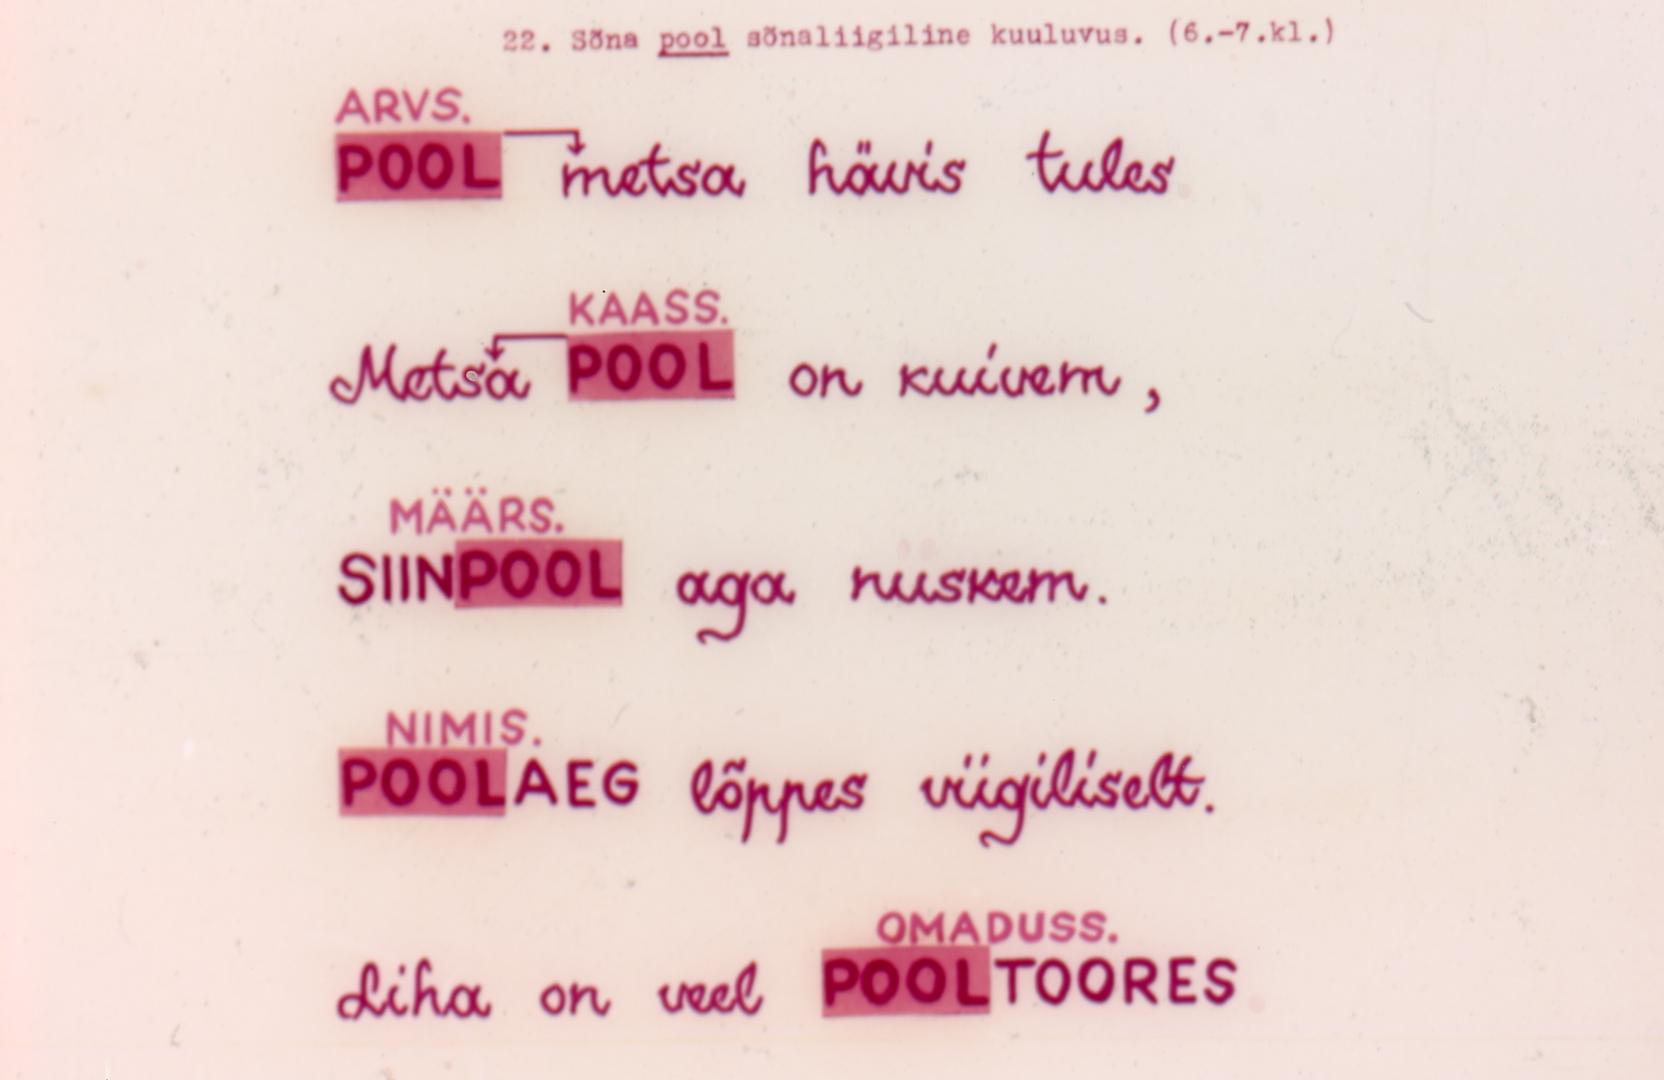 22. Sõna pool sõnaliigiline kuuluvus. (6.-7.kl.)
ARVS.
POOL metsa hävis tules
KAASS.
Metsa POOL on kuivem,
MÄÄRS.
SIINPOOL aga niiskem.
NIMIS.
POOLAEG lõppes viigiliselt.
OMADUSS.
Liha on veel POOLTOORES